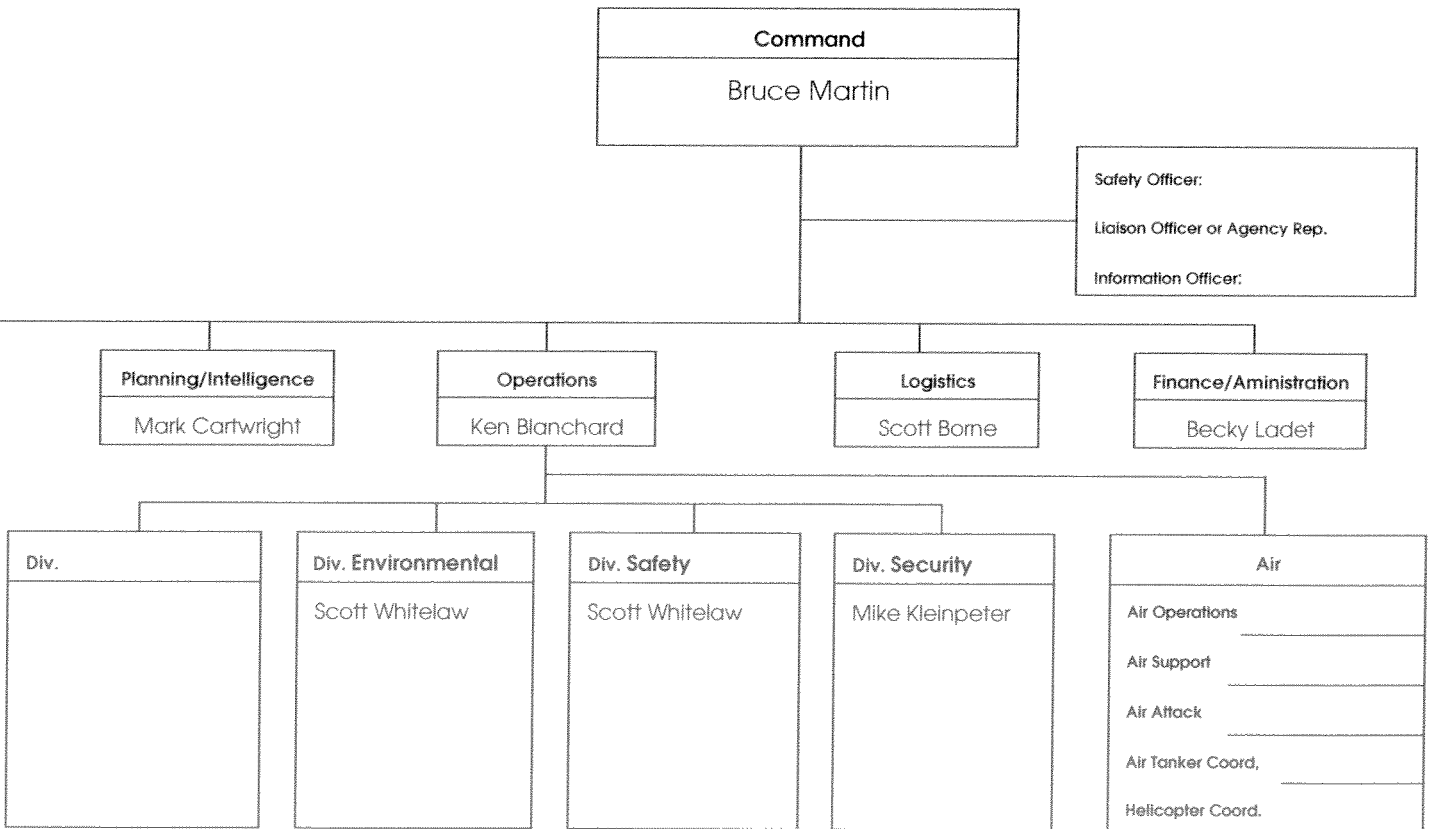 Command
Bruce Martin
Safety Officer:
Liaison Officer or Agency Rep.
Information Officer:
Planning/Intelligence
Mark Cartwright
Operations
Ken Blanchard
Logistics
Scott Borne
Finance/Aministration
Becky Ladet
Div.
Div. Environmental
Scott Whitelaw
Div. Safety
Scott Whitelaw
Div. Security
Mike Kleinpeter
Air
Air Operations
Air Support
Air Attack
Air Tanker Coord,
Helicopter Coord.